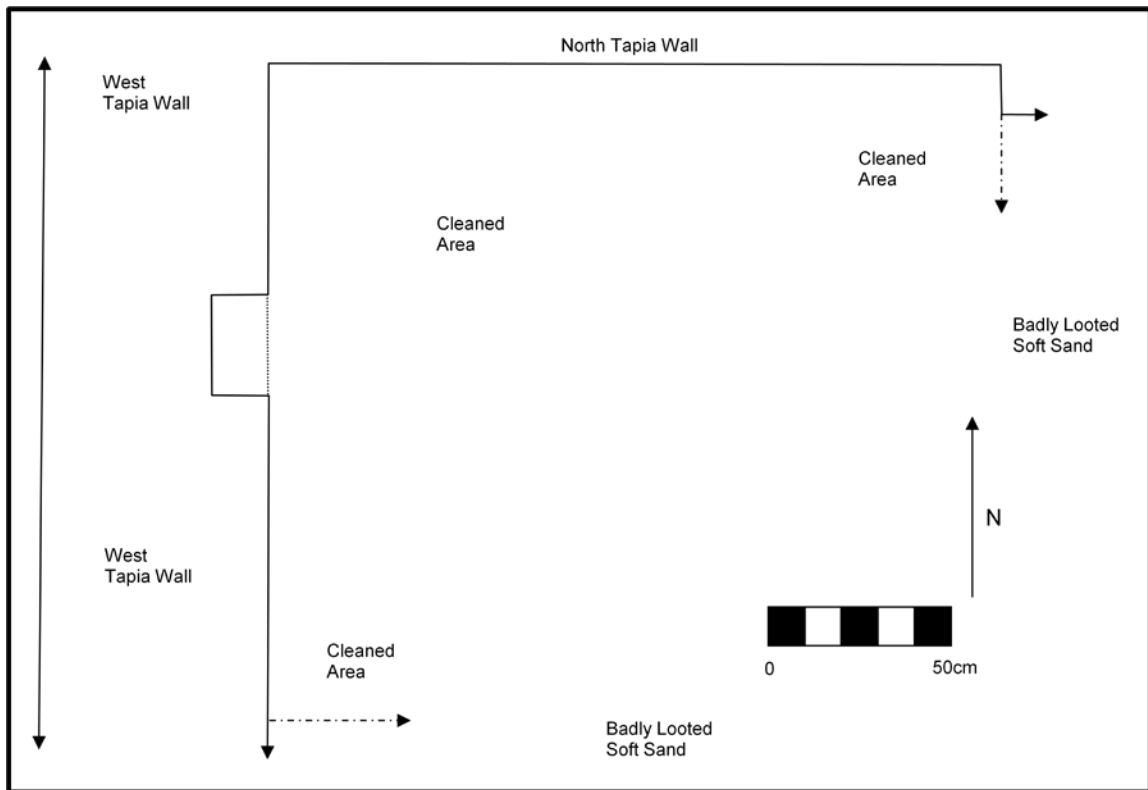 North Tapia Wall
West
Tapia Wall
Cleaned
Area
Cleaned
Area
Badly Looted
Soft Sand
N
West
Tapia Wall
0
50cm
Cleaned
Area
Badly Looted
Soft Sand